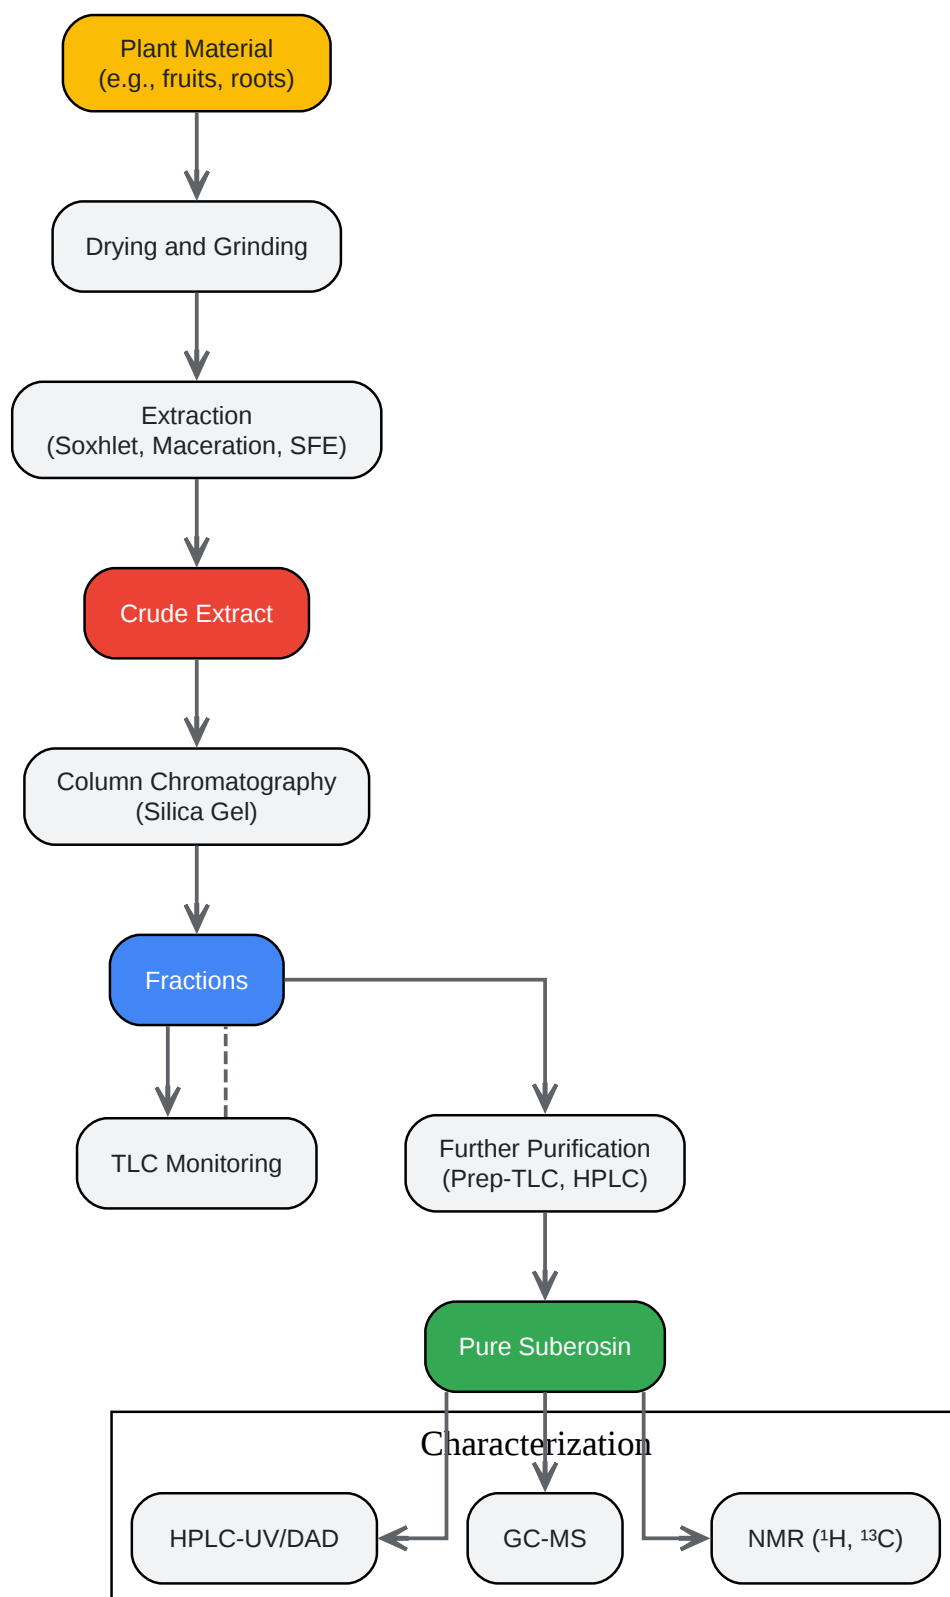 Plant Material
(e.g., fruits, roots)
Drying and Grinding
Extraction
(Soxhlet, Maceration, SFE)
Crude Extract
Column Chromatography
(Silica Gel)
Fractions
TLC Monitoring
Further Purification
(Prep-TLC, HPLC)
Pure Suberosin
Characterization
HPLC-UV/DAD
GC-MS
NMR (¹H, ¹³C)